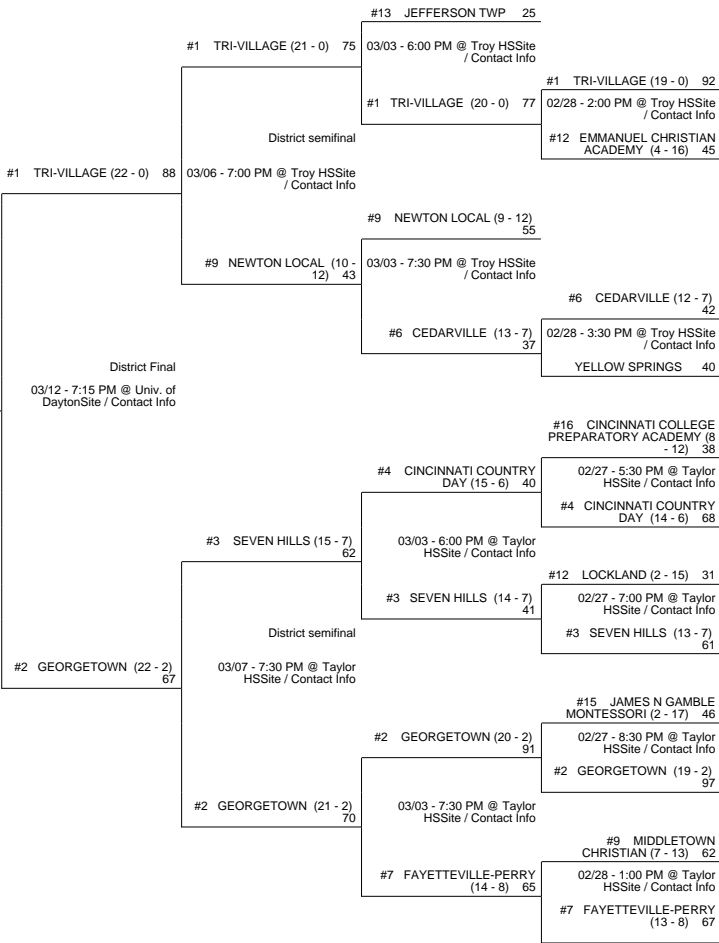 #13 JEFFERSON TWP 25
#1 TRI-VILLAGE (21 - 0) 75
03/03 - 6:00 PM @ Troy HSSite
/ Contact Info
#1 TRI-VILLAGE (19 - 0) 92
#1 TRI-VILLAGE (20 - 0) 77
02/28 - 2:00 PM @ Troy HSSite
/ Contact Info
#12 EMMANUEL CHRISTIAN
ACADEMY (4 - 16) 45
District semifinal
#1 TRI-VILLAGE (22 - 0) 88
03/06 - 7:00 PM @ Troy HSSite
/ Contact Info
#9 NEWTON LOCAL (9 - 12)
55
#9 NEWTON LOCAL (10 -
12) 43
03/03 - 7:30 PM @ Troy HSSite
/ Contact Info
#6 CEDARVILLE (12 - 7)
42
#6 CEDARVILLE (13 - 7)
37
02/28 - 3:30 PM @ Troy HSSite
/ Contact Info
YELLOW SPRINGS 40
District Final
03/12 - 7:15 PM @ Univ. of
DaytonSite / Contact Info
#16 CINCINNATI COLLEGE
PREPARATORY ACADEMY (8
- 12) 38
#4 CINCINNATI COUNTRY
DAY (15 - 6) 40
02/27 - 5:30 PM @ Taylor
HSSite / Contact Info
#4 CINCINNATI COUNTRY
DAY (14 - 6) 68
#3 SEVEN HILLS (15 - 7)
62
03/03 - 6:00 PM @ Taylor
HSSite / Contact Info
#12 LOCKLAND (2 - 15) 31
#3 SEVEN HILLS (14 - 7)
41
02/27 - 7:00 PM @ Taylor
HSSite / Contact Info
#3 SEVEN HILLS (13 - 7)
61
District semifinal
#2 GEORGETOWN (22 - 2)
67
03/07 - 7:30 PM @ Taylor
HSSite / Contact Info
#15 JAMES N GAMBLE
MONTESSORI (2 - 17) 46
#2 GEORGETOWN (20 - 2)
91
02/27 - 8:30 PM @ Taylor
HSSite / Contact Info
#2 GEORGETOWN (19 - 2)
97
#2 GEORGETOWN (21 - 2)
70
03/03 - 7:30 PM @ Taylor
HSSite / Contact Info
#9 MIDDLETOWN
CHRISTIAN (7 - 13) 62
#7 FAYETTEVILLE-PERRY
(14 - 8) 65
02/28 - 1:00 PM @ Taylor
HSSite / Contact Info
#7 FAYETTEVILLE-PERRY
(13 - 8) 67